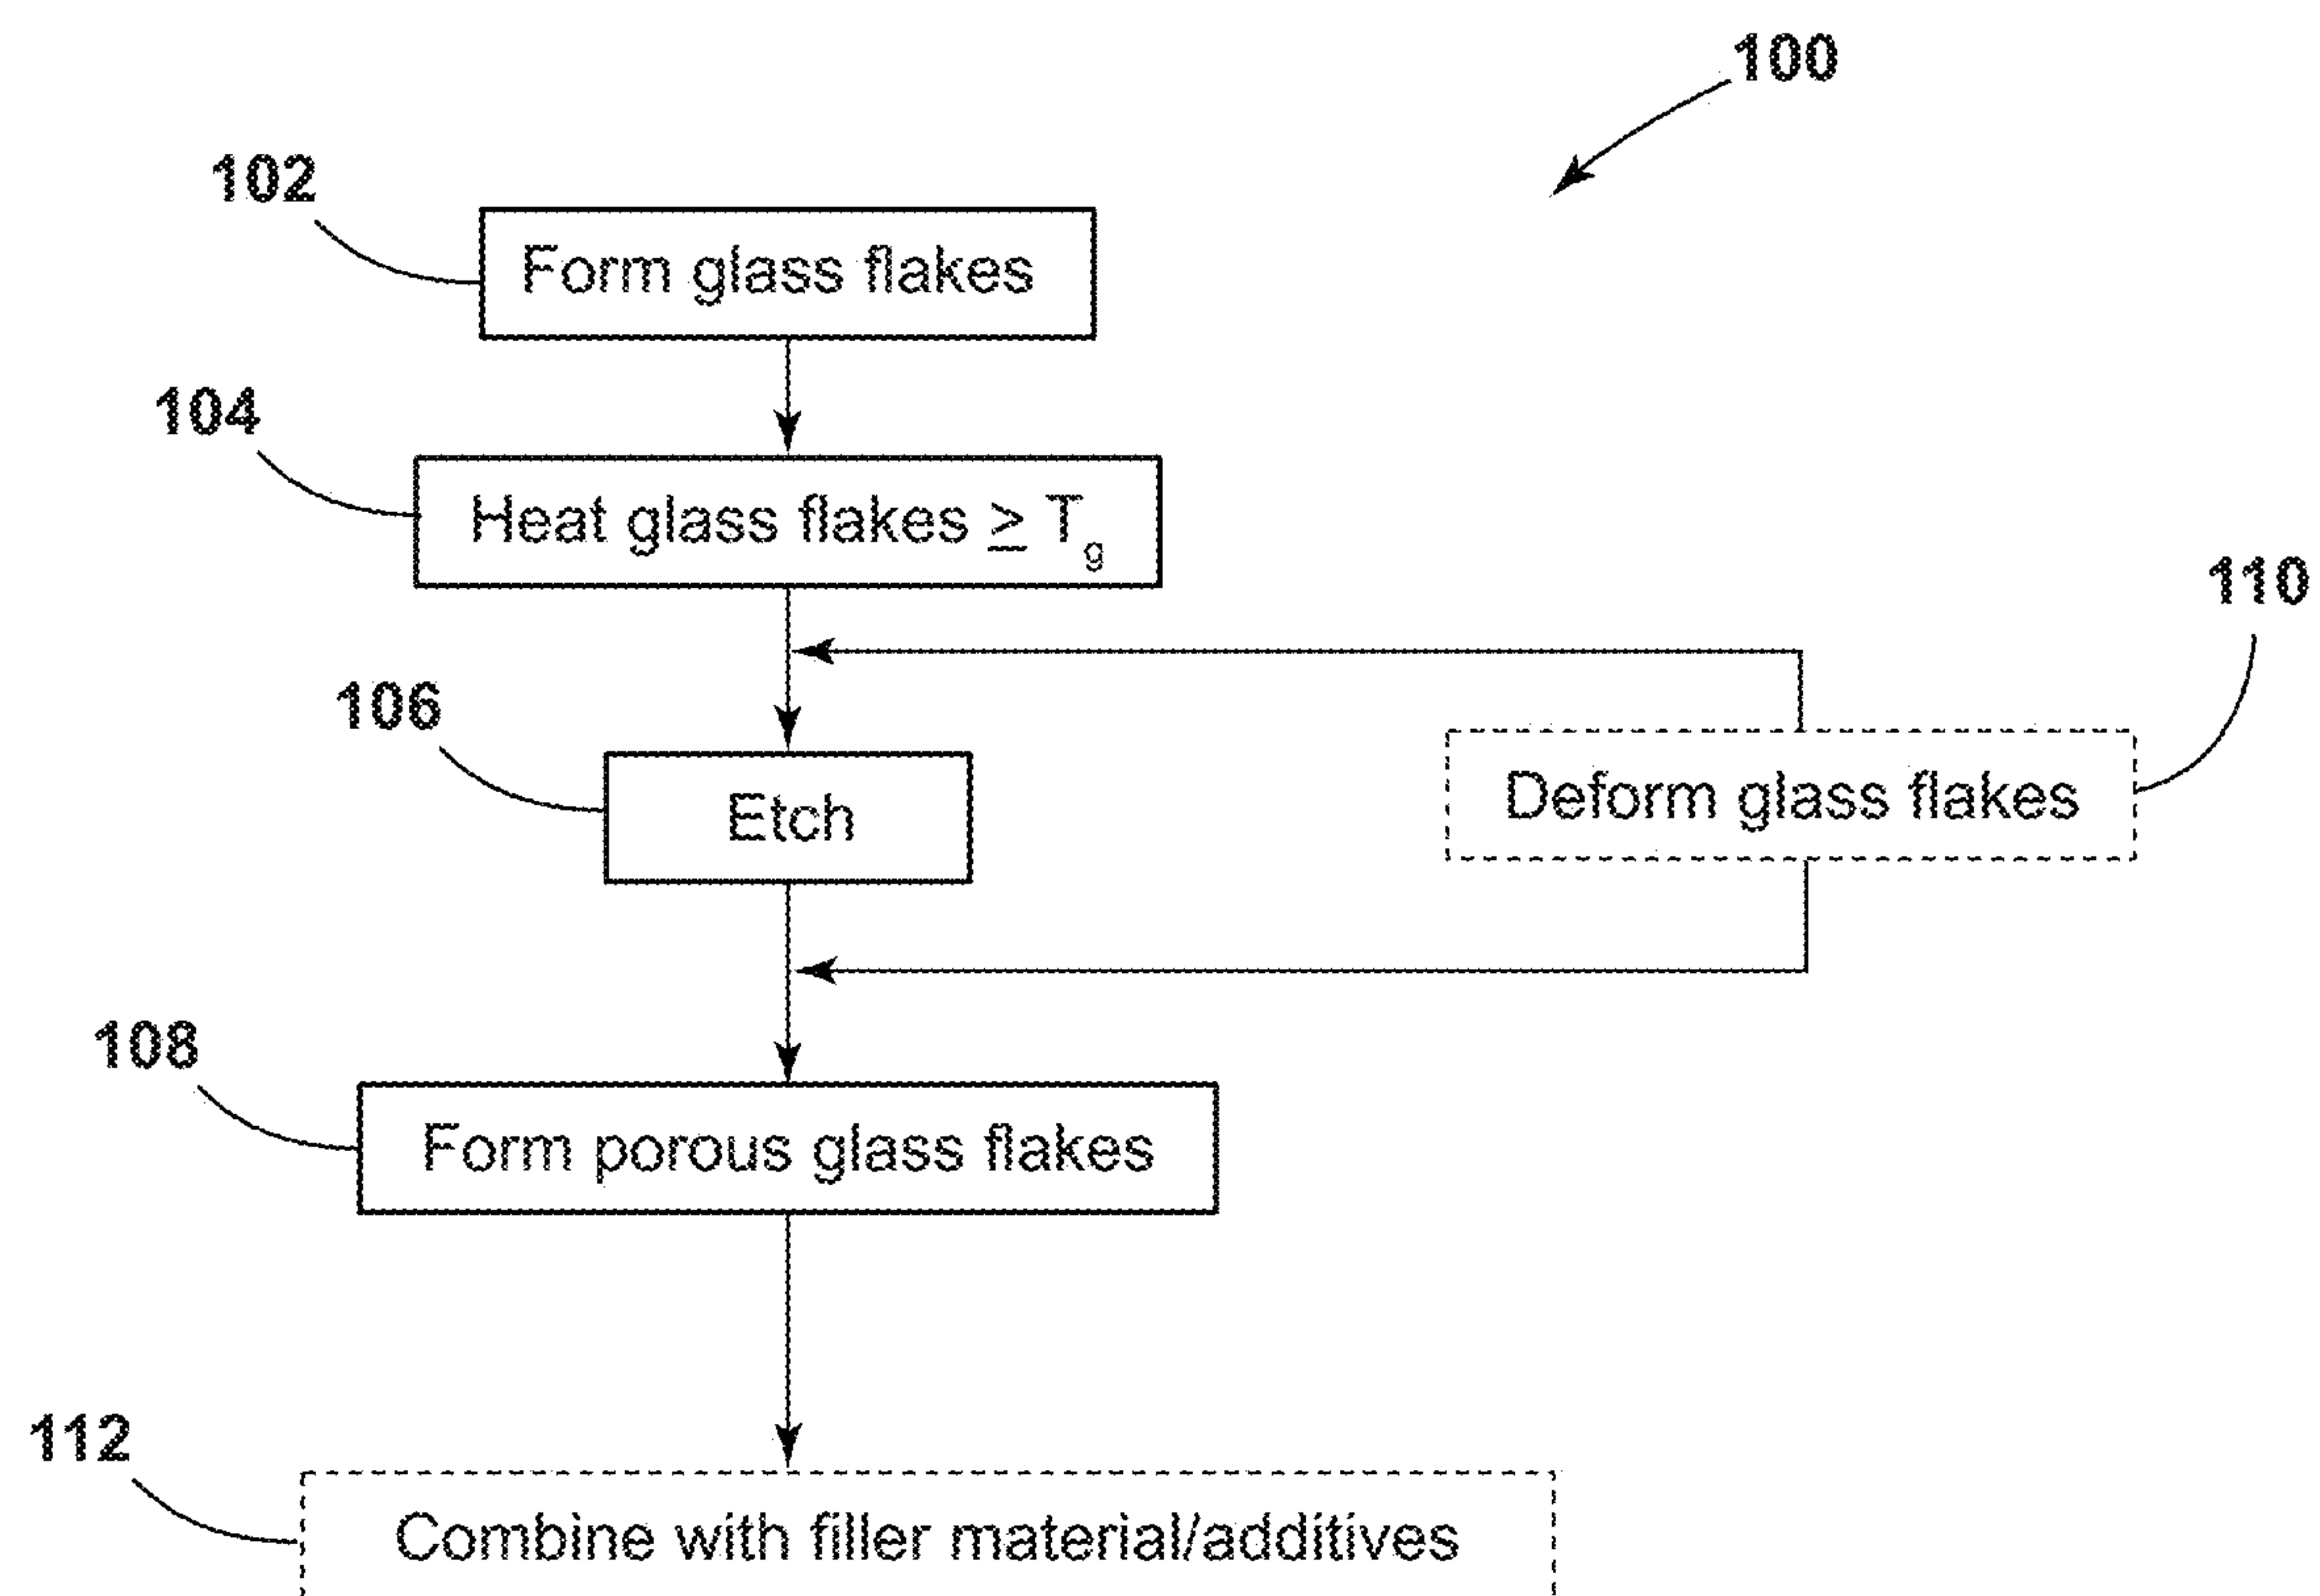 100
102
Form glass flakes
104
Heat glass flakes ≥ Tg
110
106
Etch
Deform glass flakes
108
Form porous glass flakes
112
Combine with filler material/additives